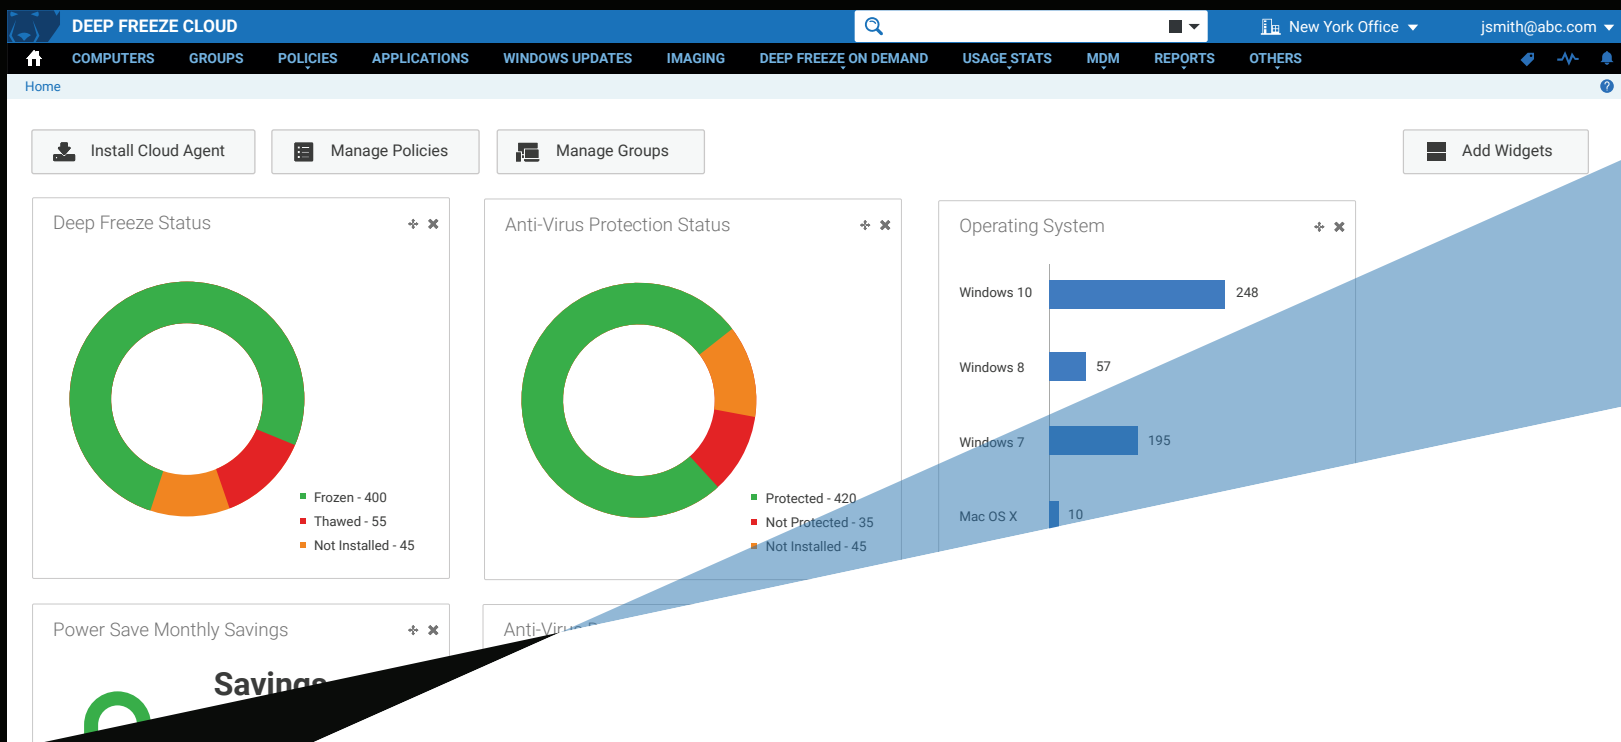 DEEP FREEZE CLOUD
New York Office
jsmith@abc.com
COMPUTERS GROUPS POLICIES APPLICATIONS WINDOWS UPDATES IMAGING DEEP FREEZE ON DEMAND USAGE STATS MDM REPORTS OTHERS
Home
?
Install Cloud Agent
Manage Policies
Manage Groups
Add Widgets
Deep Freeze Status
Frozen - 400
Thawed - 55
Not Installed - 45
Anti-Virus Protection Status
Protected - 420
Not Protected - 35
Not Installed - 45
Operating System
Windows 10 248
Windows 8 57
Windows 7 195
Mac OS X 10
Power Save Monthly Savings
Savings
Anti-Virus